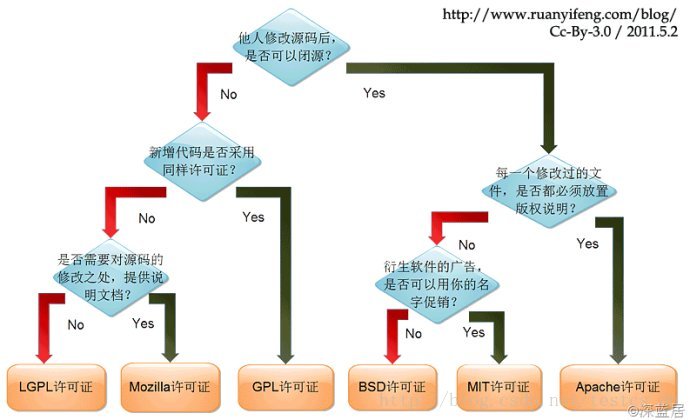 http://www.ruanyifeng.com/blog/
Cc-By-3.0 / 2011.5.2
他人修改源码后,
是否可以闭源?
No
Yes
新增代码是否采用
同样许可证?
每一个修改过的文
件,是否都必须放置
版权说明?
No
Yes
No
Yes
是否需要对源码的
修改之处,提供说
明文档?
衍生软件的广告,
是否可以用你的名
字促销?
No
Yes
No
Yes
LGPL许可证
Mozilla许可证
GPL许可证
BSD许可证
MIT许可证
Apache许可证
@深蓝居